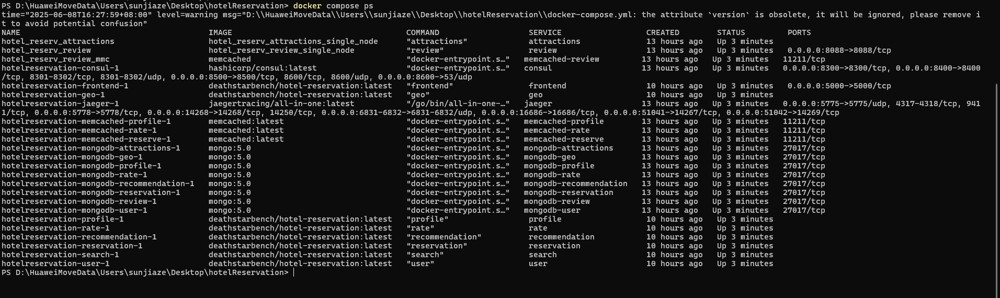 PS D:\HuaweiMoveData\Users\sunjiaze\Desktop\hotelReservation> docker compose ps
time="2025-06-08T16:27:59+08:00" level=warning msg="D:\\HuaweiMoveData\\Users\\sunjiaze\\Desktop\\hotelReservation\\docker-compose.yml: the attribute `version` is obsolete, it will be ignored, please remove i
t to avoid potential confusion"
NAME IMAGE COMMAND SERVICE CREATED STATUS PORTS
hotel_reserv_attractions hotel_reserv_attractions_single_node "attractions" attractions 13 hours ago Up 3 minutes
hotel_reserv_review hotel_reserv_review_single_node "review" review 13 hours ago Up 3 minutes 0.0.0.0:8088->8088/tcp
hotel_reserv_review_mmc memcached "docker-entrypoint.s…" memcached-review 13 hours ago Up 3 minutes 11211/tcp
hotelreservation-consul-1 hashicorp/consul:latest "docker-entrypoint.s…" consul 13 hours ago Up 3 minutes 0.0.0.0:8300->8300/tcp, 0.0.0.0:8400->8400
/tcp, 8301-8302/tcp, 8301-8302/udp, 0.0.0.0:8500->8500/tcp, 8600/tcp, 8600/udp, 0.0.0.0:8600->53/udp
hotelreservation-frontend-1 deathstarbench/hotel-reservation:latest "frontend" frontend 10 hours ago Up 3 minutes 0.0.0.0:5000->5000/tcp
hotelreservation-geo-1 deathstarbench/hotel-reservation:latest "geo" geo 10 hours ago Up 3 minutes
hotelreservation-jaeger-1 jaegertracing/all-in-one:latest "/go/bin/all-in-one-…" jaeger 13 hours ago Up 3 minutes 0.0.0.0:5775->5775/udp, 4317-4318/tcp, 941
1/tcp, 0.0.0.0:5778->5778/tcp, 0.0.0.0:14268->14268/tcp, 14250/tcp, 0.0.0.0:6831-6832->6831-6832/udp, 0.0.0.0:16686->16686/tcp, 0.0.0.0:51041->14267/tcp, 0.0.0.0:51042->14269/tcp
hotelreservation-memcached-profile-1 memcached:latest "docker-entrypoint.s…" memcached-profile 13 hours ago Up 3 minutes 11211/tcp
hotelreservation-memcached-rate-1 memcached:latest "docker-entrypoint.s…" memcached-rate 13 hours ago Up 3 minutes 11211/tcp
hotelreservation-memcached-reserve-1 memcached:latest "docker-entrypoint.s…" memcached-reserve 13 hours ago Up 3 minutes 11211/tcp
hotelreservation-mongodb-attractions-1 mongo:5.0 "docker-entrypoint.s…" mongodb-attractions 13 hours ago Up 3 minutes 27017/tcp
hotelreservation-mongodb-geo-1 mongo:5.0 "docker-entrypoint.s…" mongodb-geo 13 hours ago Up 3 minutes 27017/tcp
hotelreservation-mongodb-profile-1 mongo:5.0 "docker-entrypoint.s…" mongodb-profile 13 hours ago Up 3 minutes 27017/tcp
hotelreservation-mongodb-rate-1 mongo:5.0 "docker-entrypoint.s…" mongodb-rate 13 hours ago Up 3 minutes 27017/tcp
hotelreservation-mongodb-recommendation-1 mongo:5.0 "docker-entrypoint.s…" mongodb-recommendation 13 hours ago Up 3 minutes 27017/tcp
hotelreservation-mongodb-reservation-1 mongo:5.0 "docker-entrypoint.s…" mongodb-reservation 13 hours ago Up 3 minutes 27017/tcp
hotelreservation-mongodb-review-1 mongo:5.0 "docker-entrypoint.s…" mongodb-review 13 hours ago Up 3 minutes 27017/tcp
hotelreservation-mongodb-user-1 mongo:5.0 "docker-entrypoint.s…" mongodb-user 13 hours ago Up 3 minutes 27017/tcp
hotelreservation-profile-1 deathstarbench/hotel-reservation:latest "profile" profile 10 hours ago Up 3 minutes
hotelreservation-rate-1 deathstarbench/hotel-reservation:latest "rate" rate 10 hours ago Up 3 minutes
hotelreservation-recommendation-1 deathstarbench/hotel-reservation:latest "recommendation" recommendation 10 hours ago Up 3 minutes
hotelreservation-reservation-1 deathstarbench/hotel-reservation:latest "reservation" reservation 10 hours ago Up 3 minutes
hotelreservation-search-1 deathstarbench/hotel-reservation:latest "search" search 10 hours ago Up 3 minutes
hotelreservation-user-1 deathstarbench/hotel-reservation:latest "user" user 10 hours ago Up 3 minutes
PS D:\HuaweiMoveData\Users\sunjiaze\Desktop\hotelReservation>